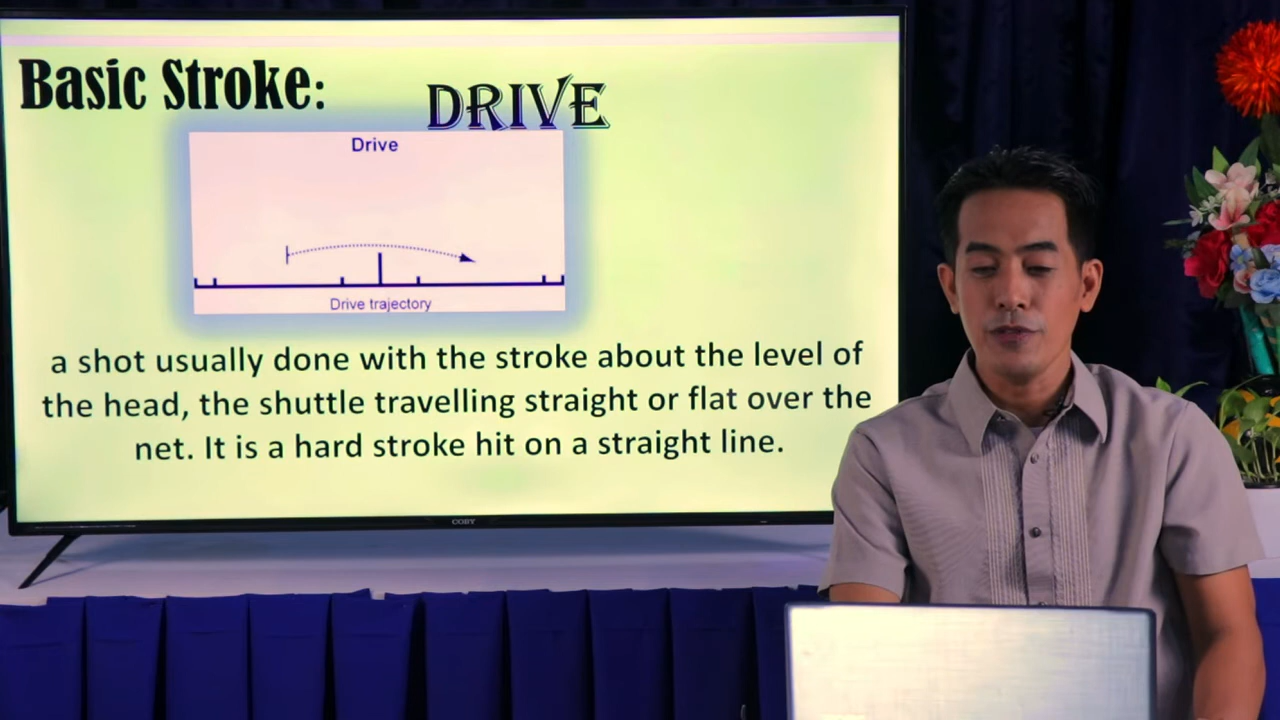 Basic Stroke:
DRIVE
Drive
Drive trajectory
a shot usually done with the stroke about the level of
the head, the shuttle travelling straight or flat over the
net. It is a hard stroke hit on a straight line.
COBY